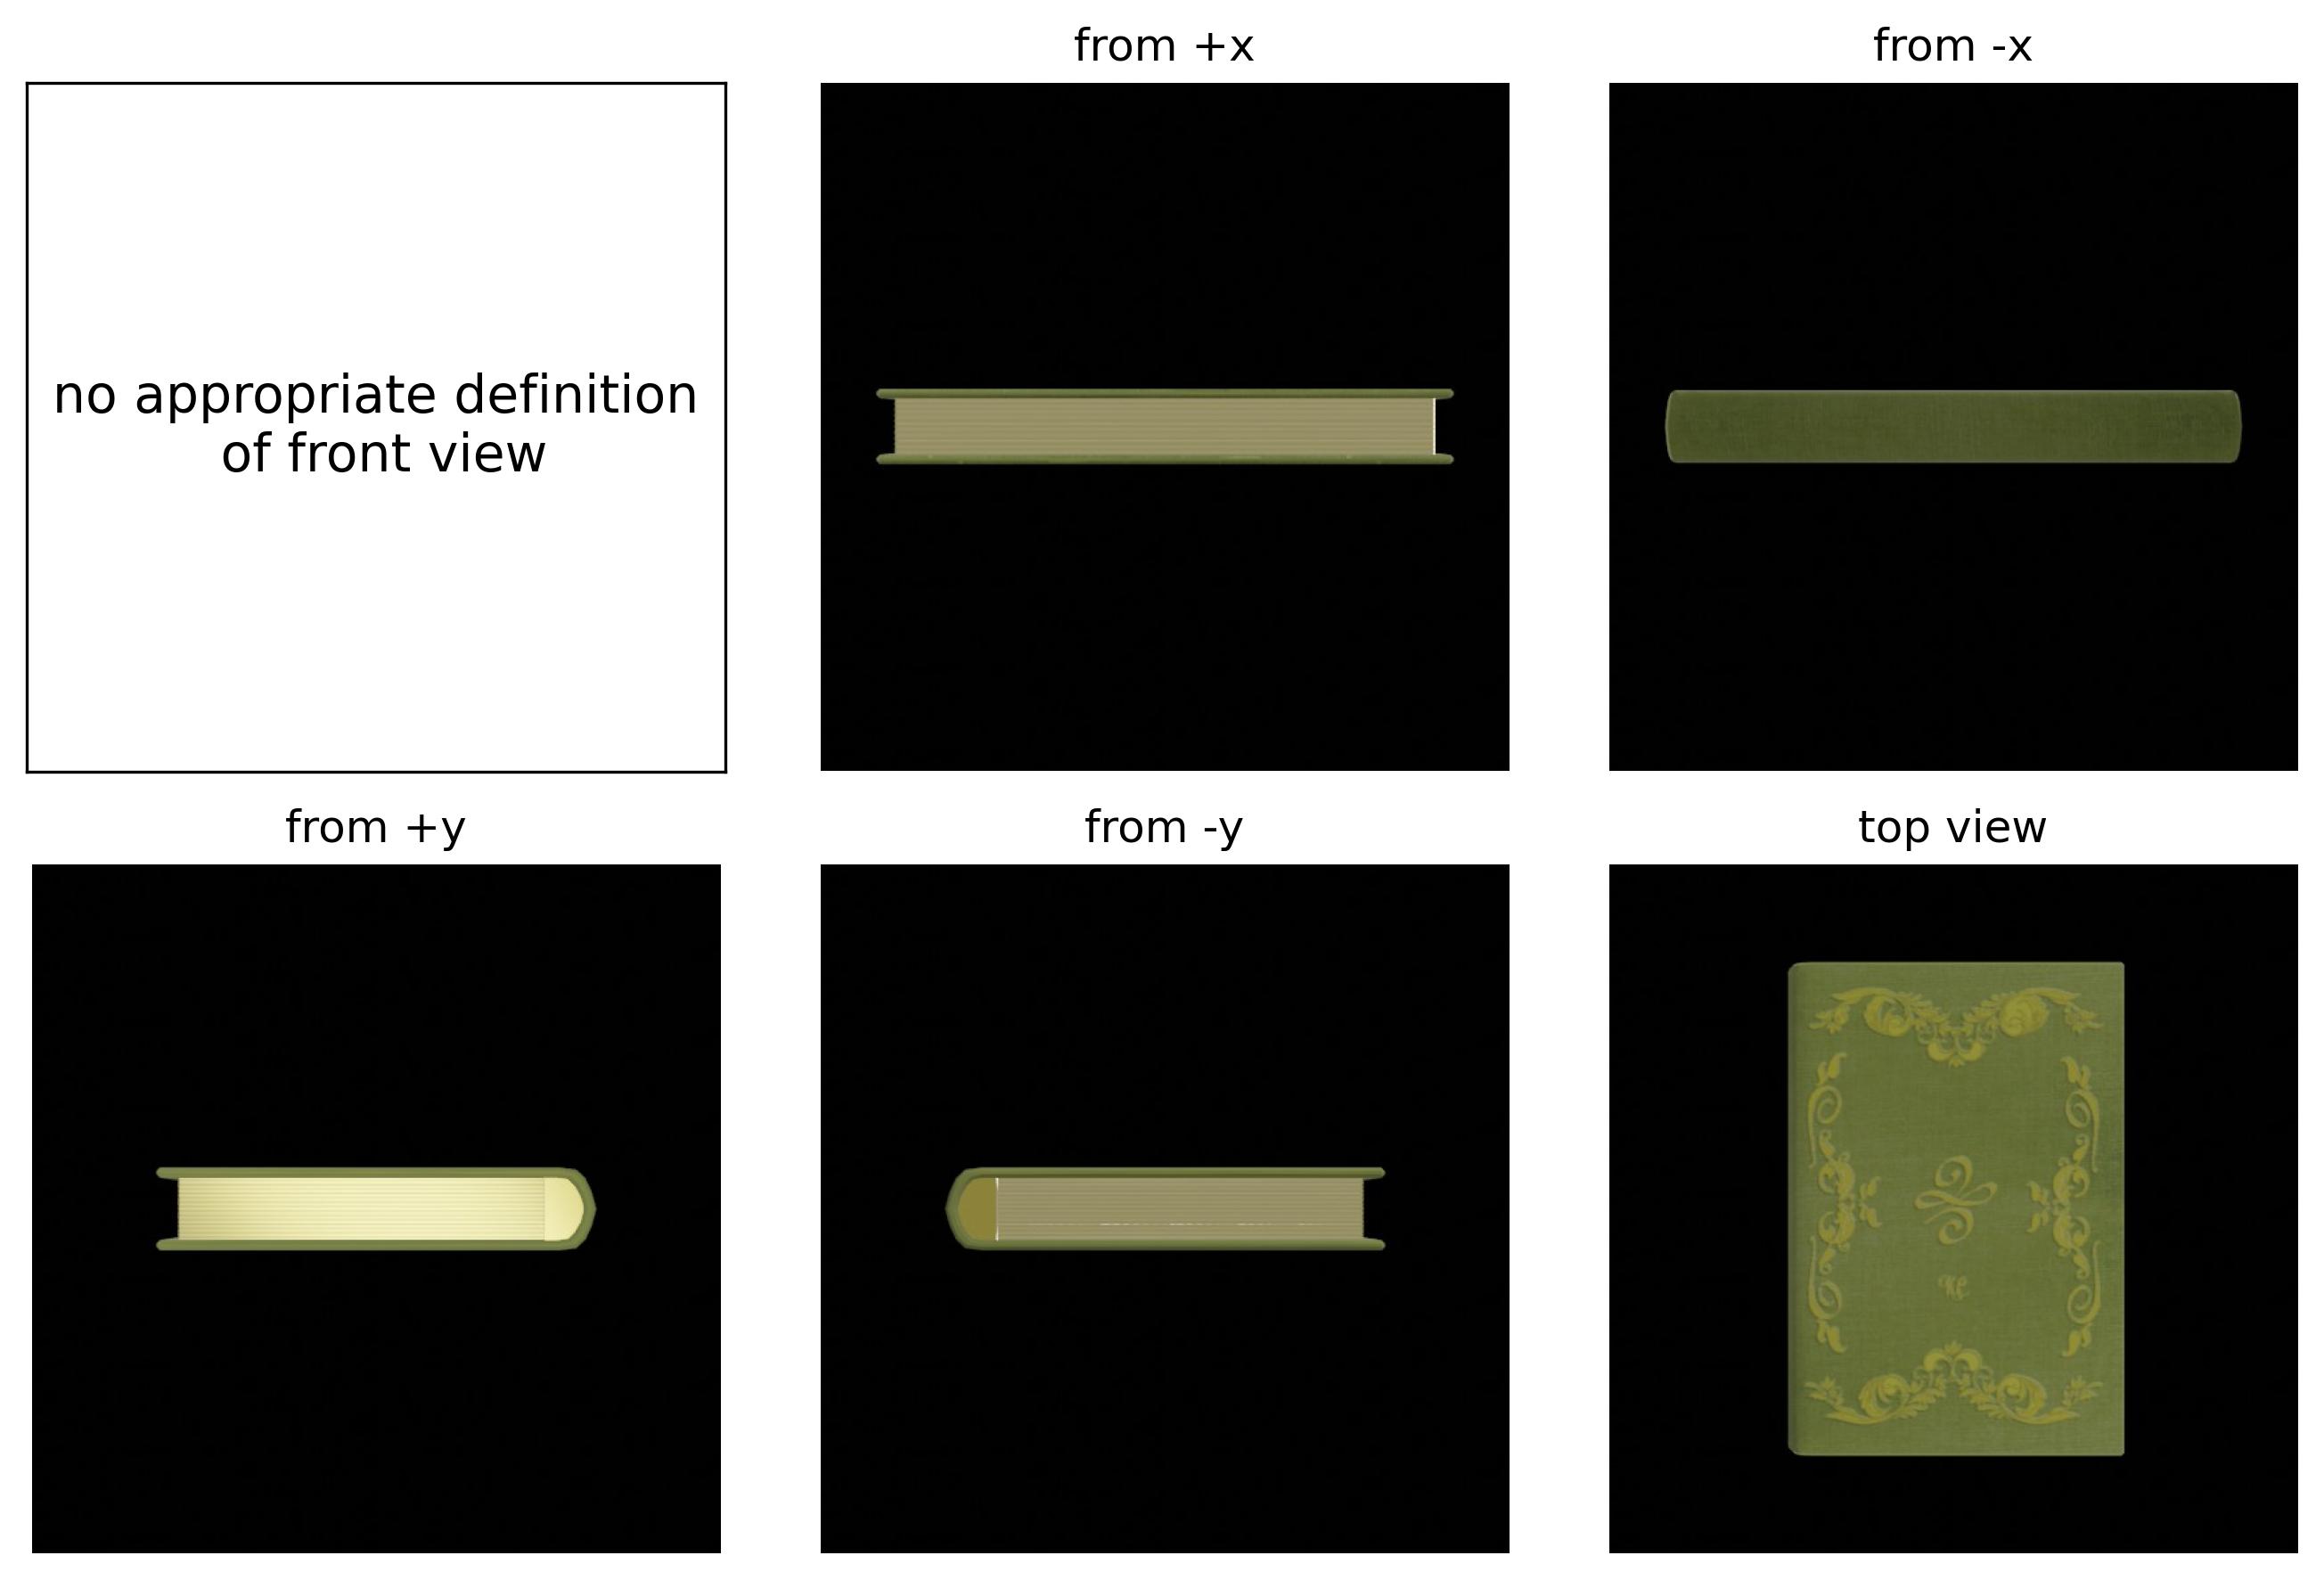 from +x
from -x
no appropriate definition
of front view
from +y
from -y
top view